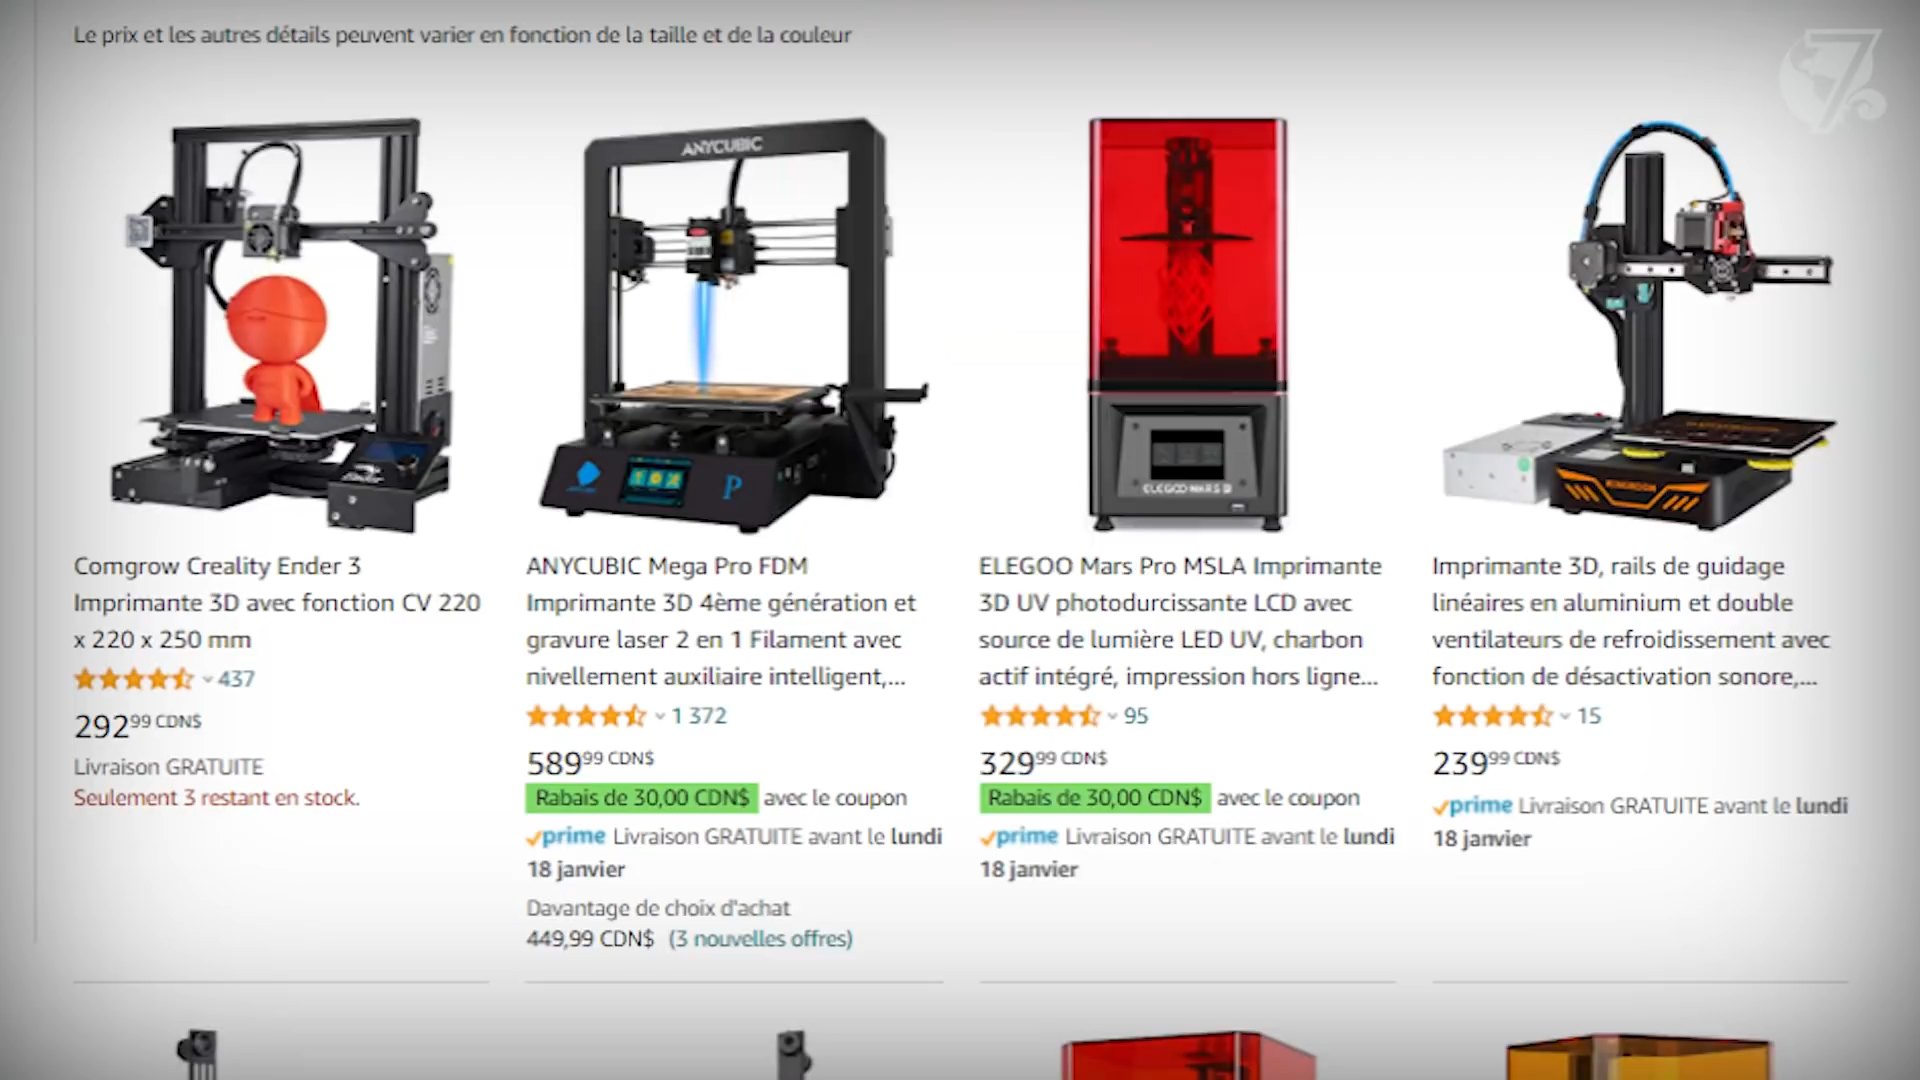 Le prix et les autres détails peuvent varier en fonction de la taille et de la couleur
7
ANYCUBIC
P
ELEGOO MARS
KINGROON
Comgrow Creality Ender 3
Imprimante 3D avec fonction CV 220
x 220 x 250 mm
437
292 99 CDN$
Livraison GRATUITE
Seulement 3 restant en stock.
ANYCUBIC Mega Pro FDM
Imprimante 3D 4ème génération et
gravure laser 2 en 1 Filament avec
nivellement auxiliaire intelligent,...
1 372
589 99 CDN$
Rabais de 30,00 CDN$ avec le coupon
prime Livraison GRATUITE avant le lundi
18 janvier
Davantage de choix d'achat
449,99 CDN$ (3 nouvelles offres)
ELEGOO Mars Pro MSLA Imprimante
3D UV photodurcissante LCD avec
source de lumière LED UV, charbon
actif intégré, impression hors ligne...
95
329 99 CDN$
Rabais de 30,00 CDN$ avec le coupon
prime Livraison GRATUITE avant le lundi
18 janvier
Imprimante 3D, rails de guidage
linéaires en aluminium et double
ventilateurs de refroidissement avec
fonction de désactivation sonore,...
15
239 99 CDN$
prime Livraison GRATUITE avant le lundi
18 janvier